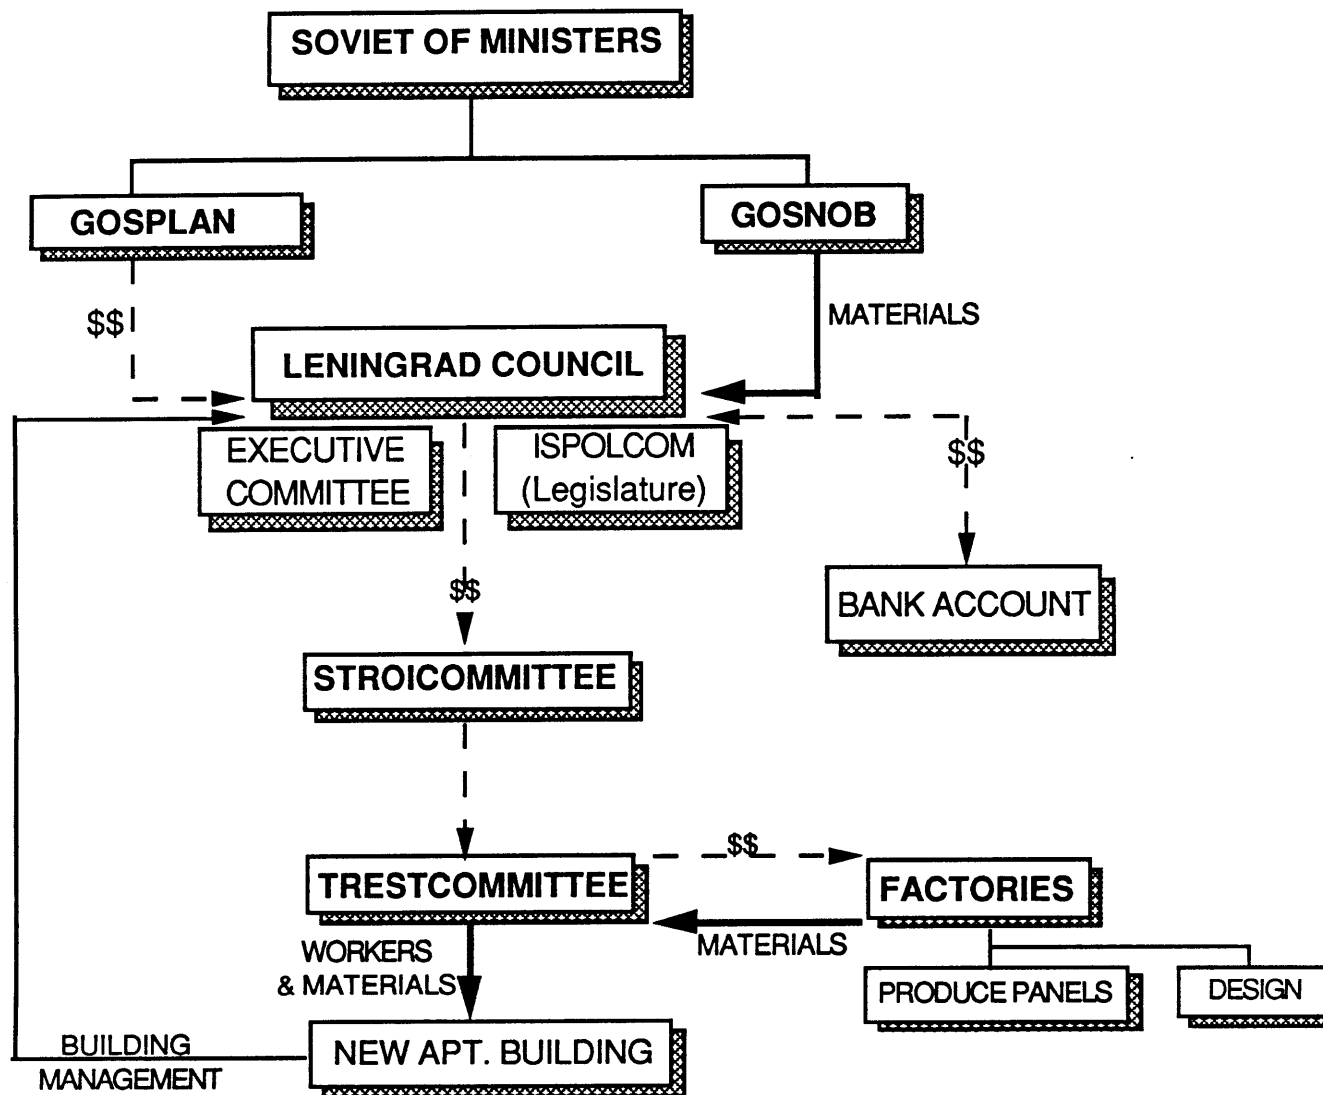 SOVIET OF MINISTERS
GOSPLAN
GOSNOB
$$
MATERIALS
LENINGRAD COUNCIL
EXECUTIVE
COMMITTEE
ISPOLCOM
(Legislature)
$$
$$
BANK ACCOUNT
STROICOMMITTEE
$$
TRESTCOMMITTEE
FACTORIES
MATERIALS
WORKERS
& MATERIALS
PRODUCE PANELS
DESIGN
NEW APT. BUILDING
BUILDING
MANAGEMENT